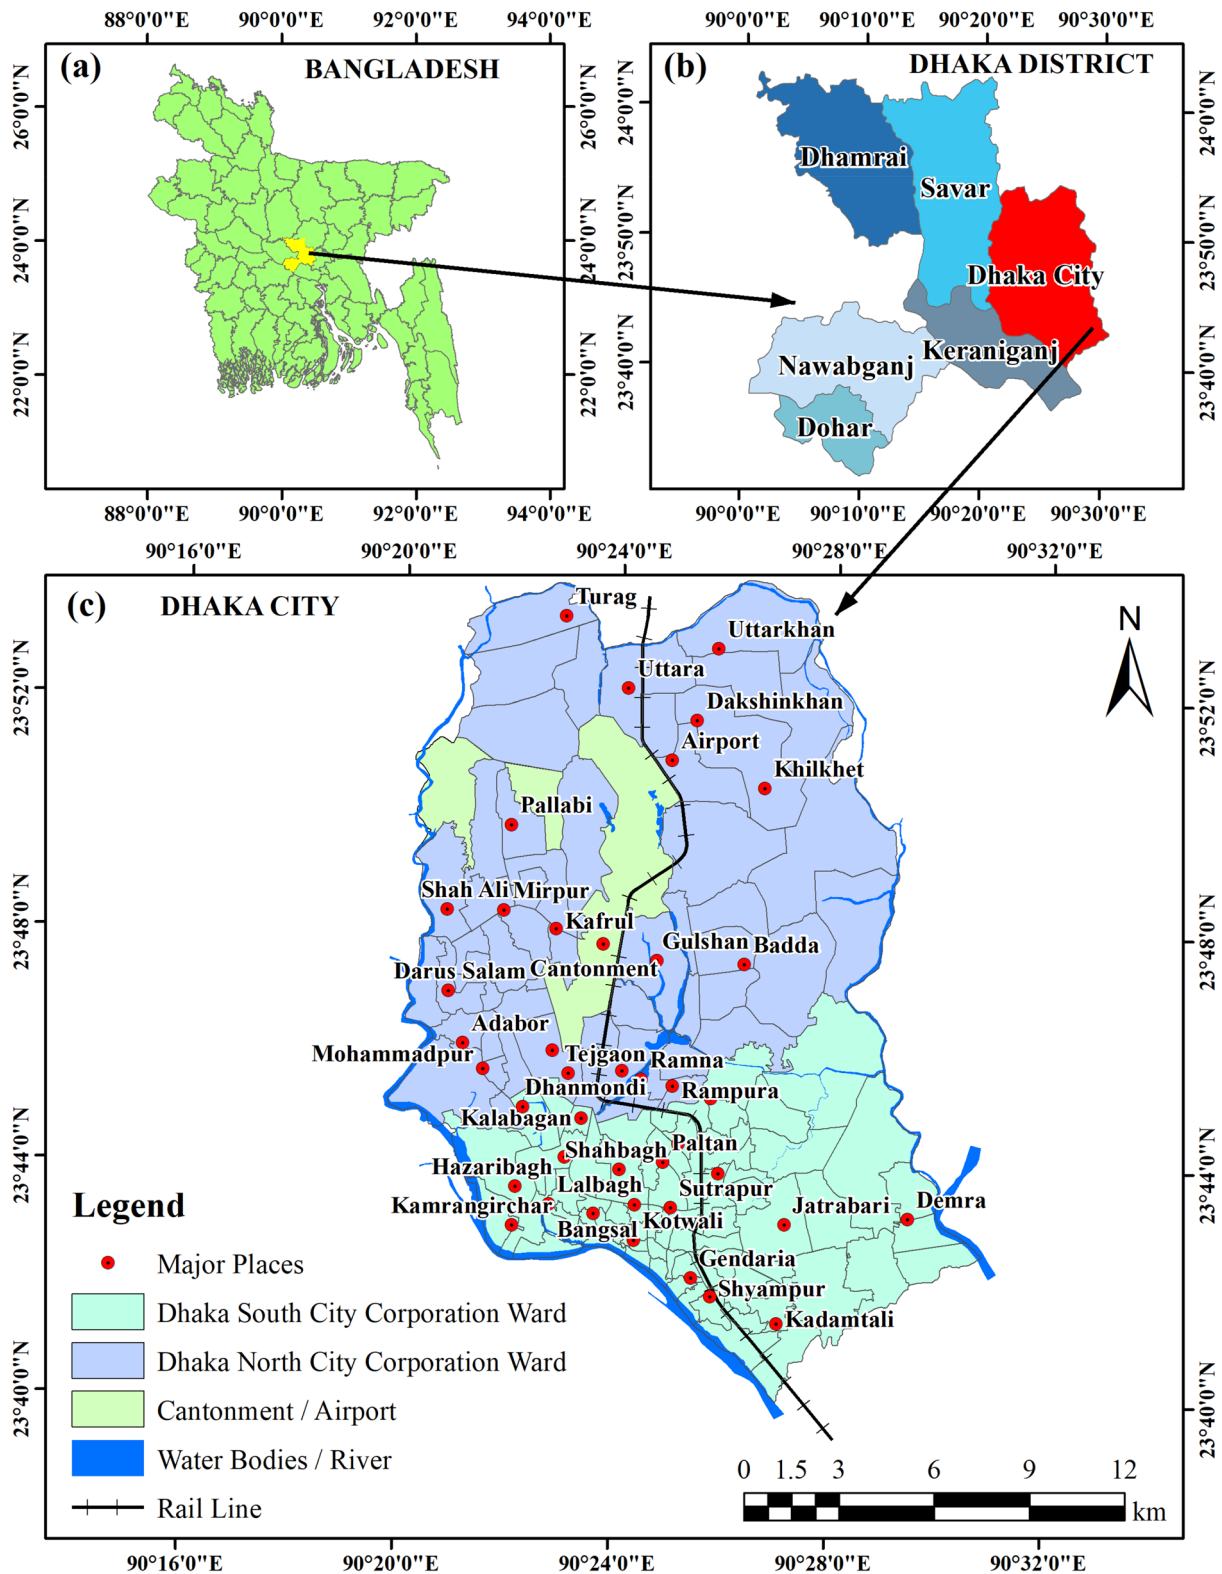 88°0'0"E 90°0'0"E 92°0'0"E 94°0'0"E
(a)
BANGLADESH
26°0'0"N
24°0'0"N
22°0'0"N
26°0'0"N
24°0'0"N
22°0'0"N
88°0'0"E 90°0'0"E 92°0'0"E 94°0'0"E
90°0'0"E 90°10'0"E 90°20'0"E 90°30'0"E
(b)
DHAKA DISTRICT
24°0'0"N
23°50'0"N
23°40'0"N
24°0'0"N
23°50'0"N
23°40'0"N
Dhamrai
Savar
Dhaka City
Keraniganj
Nawabganj
Dohar
90°0'0"E 90°10'0"E 90°20'0"E 90°30'0"E
90°16'0"E 90°20'0"E 90°24'0"E 90°28'0"E 90°32'0"E
(c)
DHAKA CITY
N
23°52'0"N
23°48'0"N
23°44'0"N
23°40'0"N
23°52'0"N
23°48'0"N
23°44'0"N
23°40'0"N
Turag
Uttarkhan
Uttara
Dakshinkhan
Airport
Khilkhet
Pallabi
Shah Ali Mirpur
Kafrul
Gulshan Badda
Darus Salam Cantonment
Adabor
Mohammadpur Tejgaon Ramna
Dhanmondi Rampura
Kalabagan
Shahbagh Paltan
Hazaribagh
Lalbagh Sutrapur
Kamrangirchar Jatrabari Demra
Bangsal Kotwali
Gendaria
Shyampur
Kadamtali
Legend
Major Places
Dhaka South City Corporation Ward
Dhaka North City Corporation Ward
Cantonment / Airport
Water Bodies / River
Rail Line
0 1.5 3 6 9 12
km
90°16'0"E 90°20'0"E 90°24'0"E 90°28'0"E 90°32'0"E